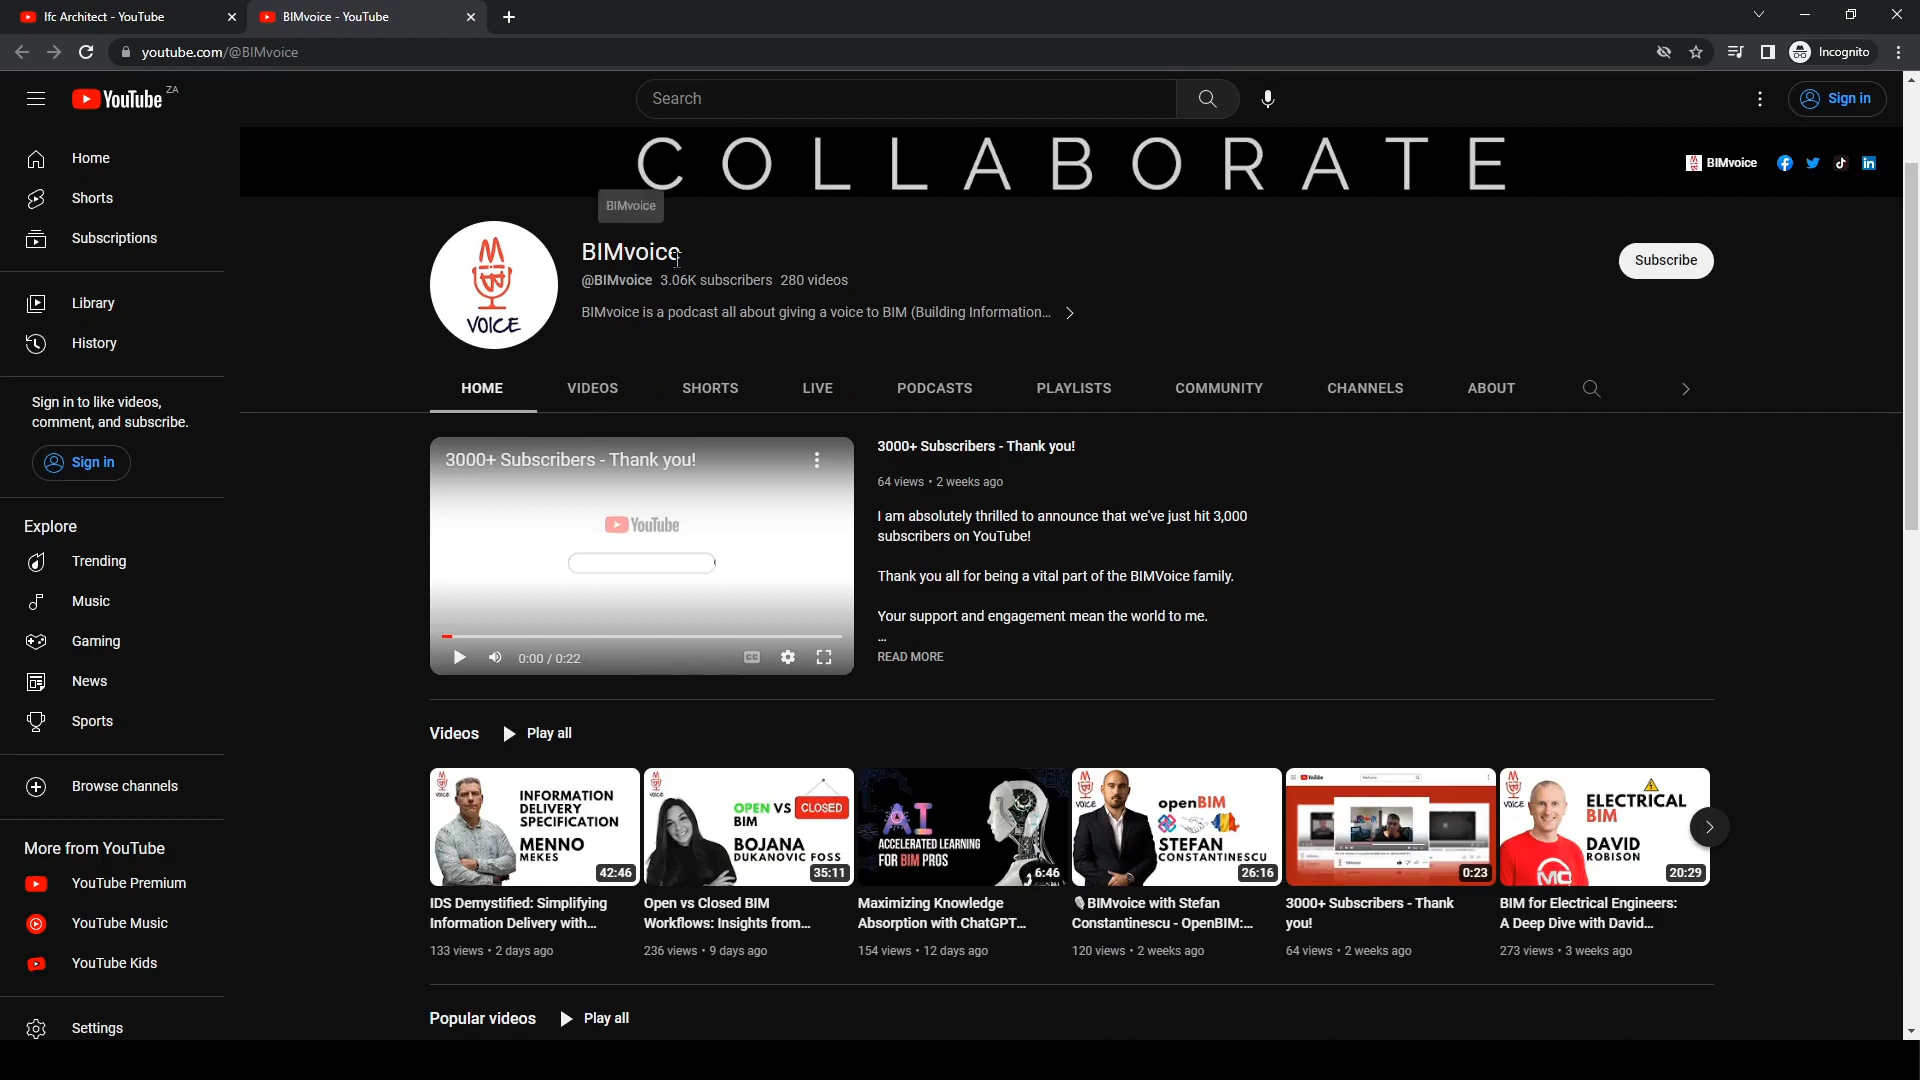 Ifc Architect - YouTube
BIMvoice - YouTube
youtube.com/@BIMvoice
Incognito
YouTube ZA
Search
Sign in
Home
Shorts
Subscriptions
Library
History
Sign in to like videos,
comment, and subscribe.
Sign in
Explore
Trending
Music
Gaming
News
Sports
Browse channels
More from YouTube
YouTube Premium
YouTube Music
YouTube Kids
Settings
COLLABORATE
BIMvoice
BIMvoice
VOICE
BIMvoice
@BIMvoice 3.06K subscribers 280 videos
BIMvoice is a podcast all about giving a voice to BIM (Building Information...
Subscribe
HOME VIDEOS SHORTS LIVE PODCASTS PLAYLISTS COMMUNITY CHANNELS ABOUT
3000+ Subscribers - Thank you!
YouTube
0:00 / 0:22
CC
3000+ Subscribers - Thank you!
64 views • 2 weeks ago
I am absolutely thrilled to announce that we've just hit 3,000
subscribers on YouTube!
Thank you all for being a vital part of the BIMVoice family.
Your support and engagement mean the world to me.
...
READ MORE
Videos Play all
VOICE
INFORMATION
DELIVERY
SPECIFICATION
MENNO
MEKES
42:46
IDS Demystified: Simplifying
Information Delivery with...
133 views • 2 days ago
VOICE
OPEN VS CLOSED
BIM
BOJANA
DUKANOVIC FOSS
35:11
Open vs Closed BIM
Workflows: Insights from...
236 views • 9 days ago
AI
ACCELERATED LEARNING
FOR BIM PROS
6:46
Maximizing Knowledge
Absorption with ChatGPT...
154 views • 12 days ago
VOICE
openBIM
STEFAN
CONSTANTINESCU
26:16
🎙BIMvoice with Stefan
Constantinescu - OpenBIM:...
120 views • 2 weeks ago
YouTube
0:23
3000+ Subscribers - Thank
you!
64 views • 2 weeks ago
VOICE
ELECTRICAL
BIM
DAVID
ROBISON
20:29
BIM for Electrical Engineers:
A Deep Dive with David...
273 views • 3 weeks ago
Popular videos Play all